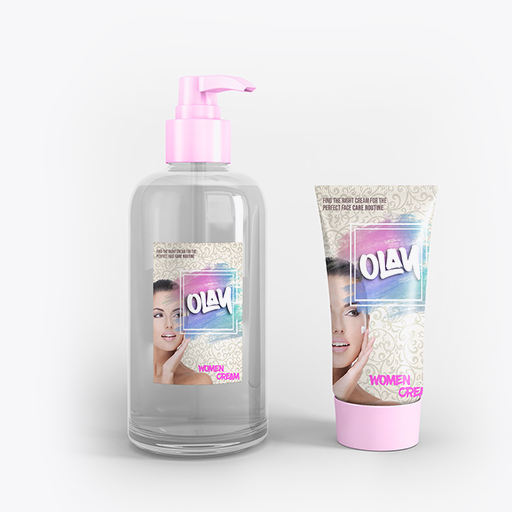 FIND THE RIGHT CREAM FOR THE
PERFECT FACE CARE ROUTINE
OLAY
WOMEN
CREAM
FIND THE RIGHT CREAM FOR THE
PERFECT FACE CARE ROUTINE
OLAY
WOMEN
CREA